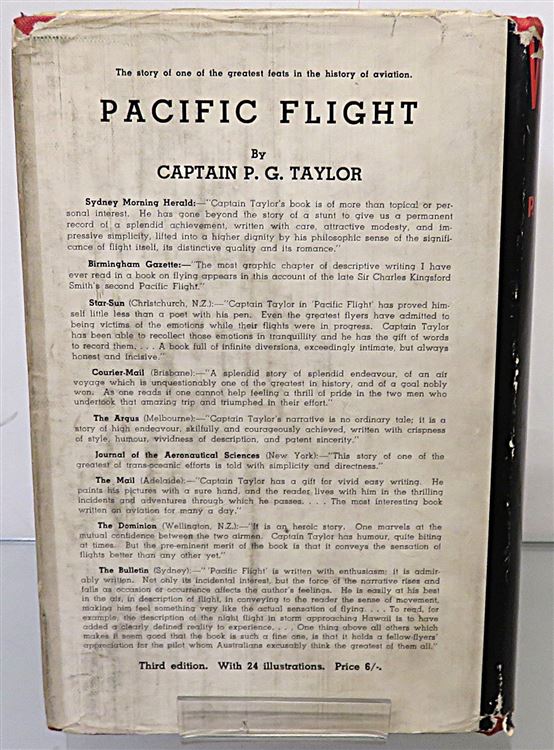 The story of one of the greatest feats in the history of aviation.
PACIFIC FLIGHT
By
CAPTAIN P. G. TAYLOR
Sydney Morning Herald:—"Captain Taylor's book is of more than topical or per-
sonal interest. He has gone beyond the story of a stunt to give us a permanent
record of a splendid achievement, written with care, attractive modesty, and im-
pressive simplicity, lifted into a higher dignity by his philosophic sense of the signifi-
cance of flight itself, its distinctive quality and its romance."
Birmingham Gazette:—"The most graphic chapter of descriptive writing I have
ever read in a book on flying appears in this account of the late Sir Charles Kingsford
Smith's second Pacific Flight."
Star-Sun (Christchurch, N.Z.):—"Captain Taylor in 'Pacific Flight' has proved him-
self little less than a poet with his pen. Even the greatest flyers have admitted to
being victims of the emotions while their flights were in progress. Captain Taylor
has been able to recollect those emotions in tranquillity and he has the gift of words
to record them. . . . A book full of infinite diversions, exceedingly intimate, but always
honest and incisive."
Courier-Mail (Brisbane):—"A splendid story of splendid endeavour, of an air
voyage which is unquestionably one of the greatest in history, and of a goal nobly
won. As one reads it one cannot help feeling a thrill of pride in the two men who
undertook that amazing trip and triumphed in their effort."
The Argus (Melbourne):—"Captain Taylor's narrative is no ordinary tale; it is a
story of high endeavour, skilfully and courageously achieved, written with crispness
of style, humour, vividness of description, and patent sincerity."
Journal of the Aeronautical Sciences (New York):—"This story of one of the
greatest of trans-oceanic efforts is told with simplicity and directness."
The Mail (Adelaide):—"Captain Taylor has a gift for vivid easy writing. He
paints his pictures with a sure hand, and the reader lives with him in the thrilling
incidents and adventures through which he passes. . . . The most interesting book
written on aviation for many a day."
The Dominion (Wellington, N.Z.):—"It is an heroic story. One marvels at the
mutual confidence between the two airmen. Captain Taylor has humour, quite biting
at times. But the pre-eminent merit of the book is that it conveys the sensation of
flights better than any other yet."
The Bulletin (Sydney):—" 'Pacific Flight' is written with enthusiasm; it is admir-
ably written. Not only its incidental interest, but the force of the narrative rises and
falls as occasion or occurrence affects the author's feelings. He is easily at his best
in the air, in description of flight, in conveying to the reader the sense of movement,
making him feel something very like the actual sensation of flying. . . . To read, for
example, the description of the night flight in storm approaching Hawaii is to have
added a clearly defined reality to experience. . . . One thing above all others which
makes it seem good that the book is such a fine one, is that it holds a fellow-flyers'
appreciation for the pilot whom Australians excusably think the greatest of them all."
Third edition. With 24 illustrations. Price 6/-.